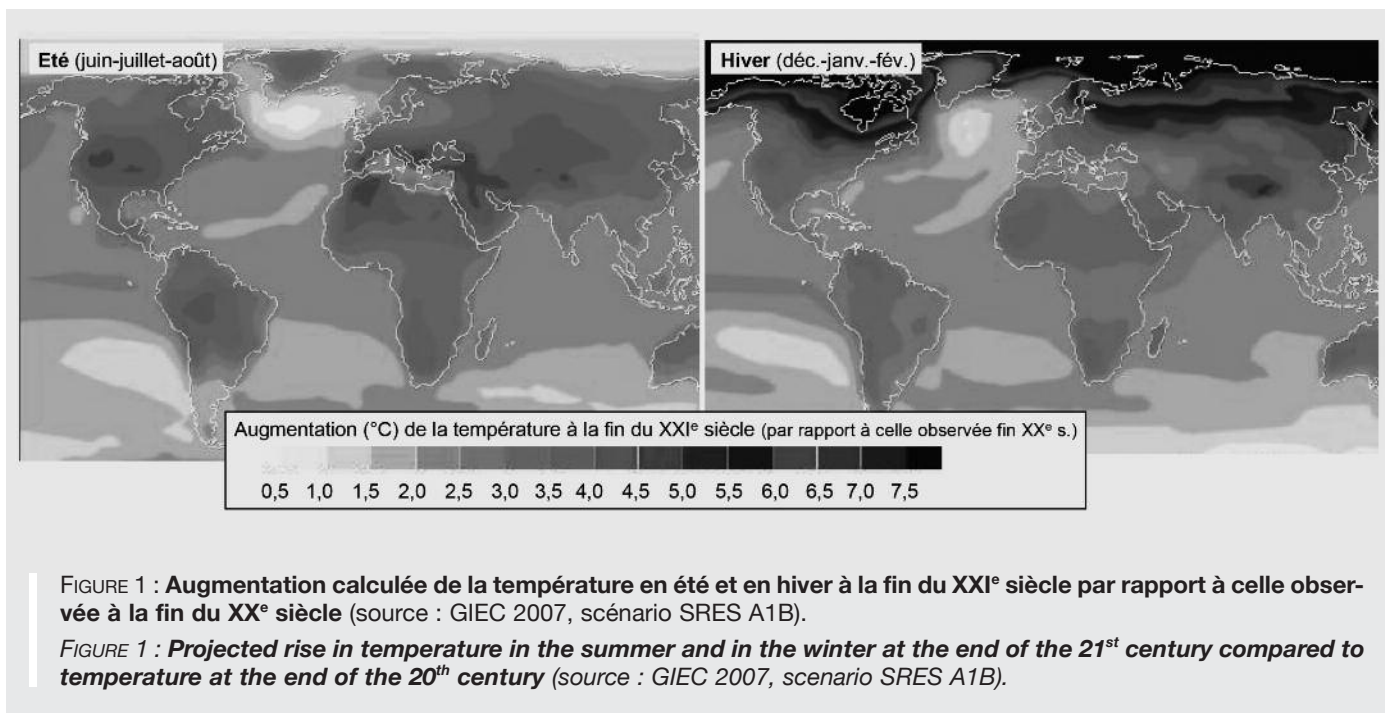 Eté (juin-juillet-août)
Hiver (déc.-janv.-fév.)
Augmentation (°C) de la température à la fin du XXIe siècle (par rapport à celle observée fin XXe s.)
0,5 1,0 1,5 2,0 2,5 3,0 3,5 4,0 4,5 5,0 5,5 6,0 6,5 7,0 7,5
FIGURE 1 : Augmentation calculée de la température en été et en hiver à la fin du XXIe siècle par rapport à celle obser-
vée à la fin du XXe siècle (source : GIEC 2007, scénario SRES A1B).
FIGURE 1 : Projected rise in temperature in the summer and in the winter at the end of the 21st century compared to
temperature at the end of the 20th century (source : GIEC 2007, scenario SRES A1B).